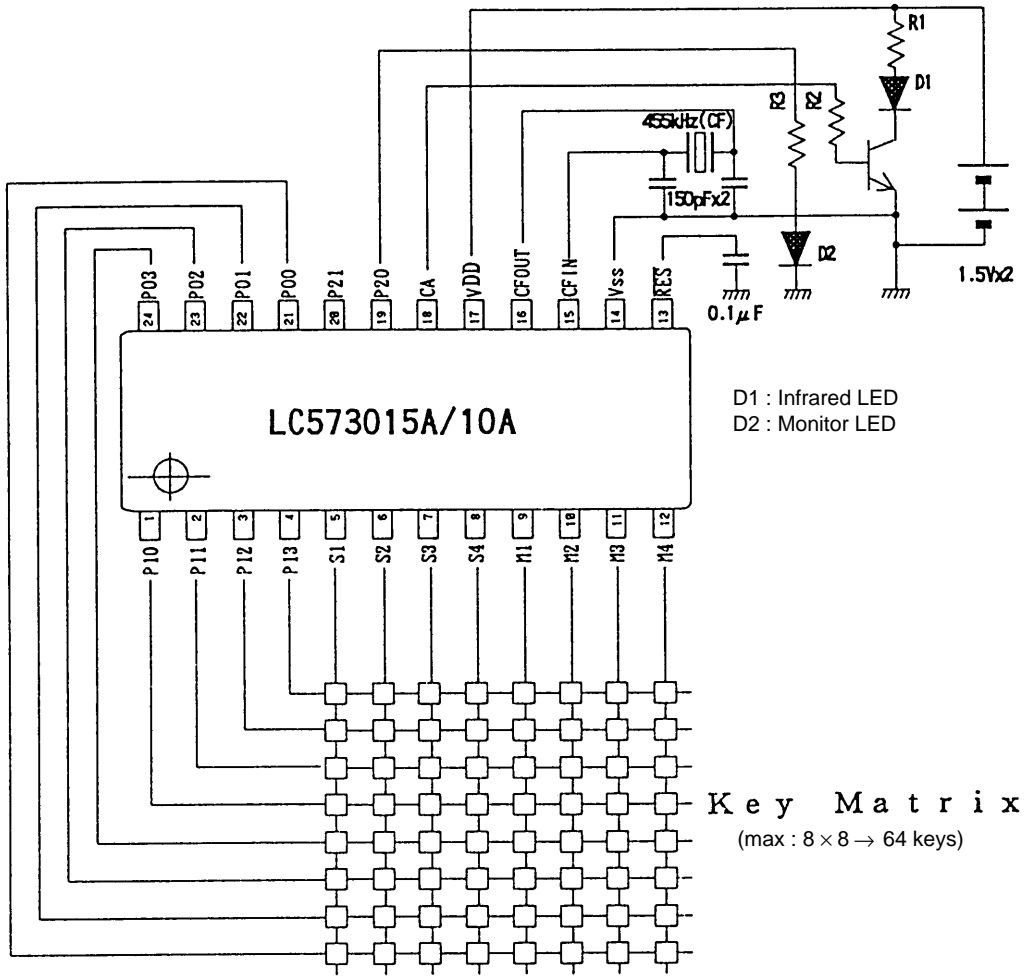 R1
D1
R3
R2
455kHz(CF)
150pFx2
D2
1.5Vx2
0.1μF
P03
P02
P01
P00
P21
P20
CA
VDD
CFOUT
CFIN
Vss
RES
24
23
22
21
20
19
18
17
16
15
14
13
D1 : Infrared LED
D2 : Monitor LED
LC573015A/10A
1
2
3
4
5
6
7
8
9
10
11
12
P10
P11
P12
P13
S1
S2
S3
S4
M1
M2
M3
M4
Key Matrix
(max : 8 × 8 → 64 keys)